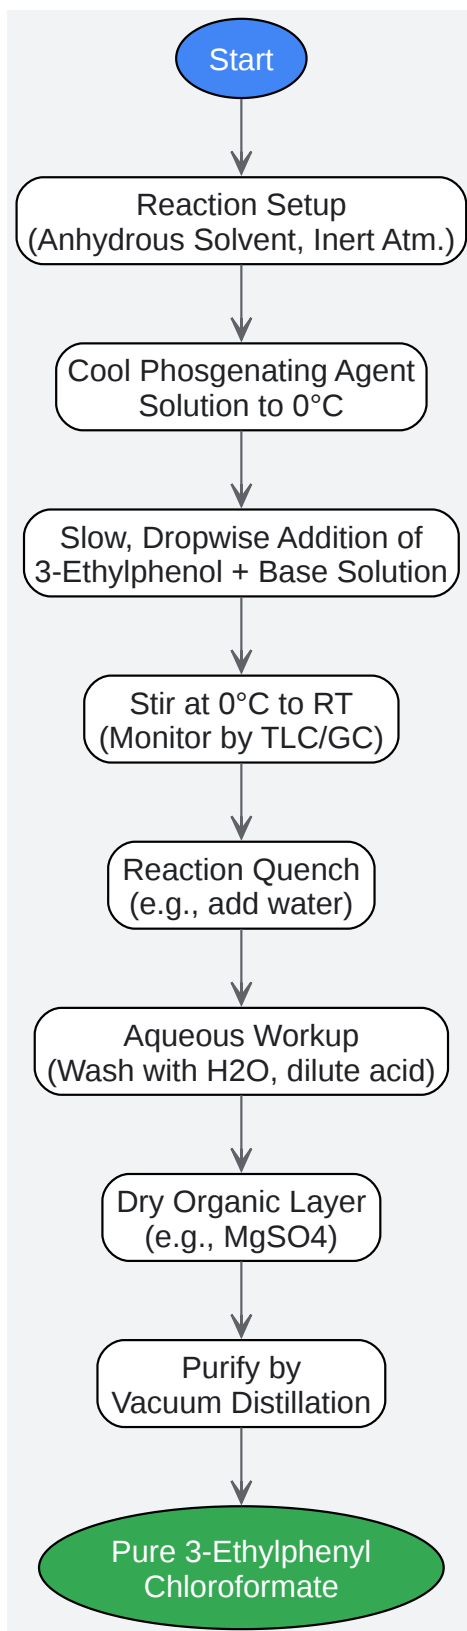 Start
Reaction Setup
(Anhydrous Solvent, Inert Atm.)
Cool Phosgenating Agent
Solution to 0°C
Slow, Dropwise Addition of
3-Ethylphenol + Base Solution
Stir at 0°C to RT
(Monitor by TLC/GC)
Reaction Quench
(e.g., add water)
Aqueous Workup
(Wash with H2O, dilute acid)
Dry Organic Layer
(e.g., MgSO4)
Purify by
Vacuum Distillation
Pure 3-Ethylphenyl
Chloroformate